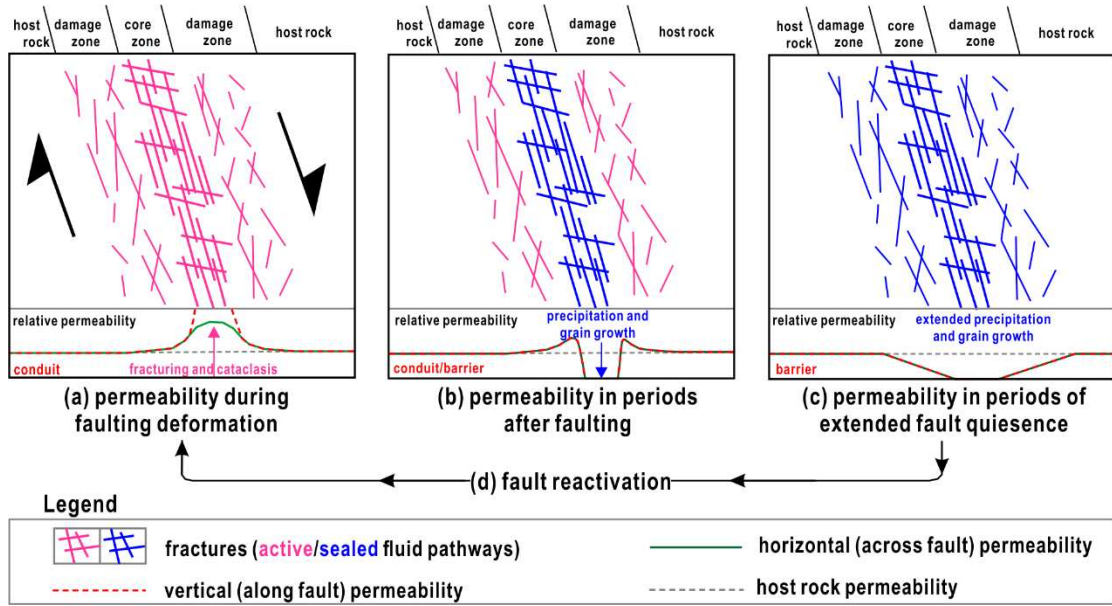 host rock
damage zone
core zone
damage zone
host rock
relative permeability
conduit
fracturing and cataclasis
(a) permeability during
faulting deformation
host rock
damage zone
core zone
damage zone
host rock
relative permeability
precipitation and
grain growth
conduit/barrier
(b) permeability in periods
after faulting
host rock
damage zone
core zone
damage zone
host rock
relative permeability
extended precipitation
and grain growth
barrier
(c) permeability in periods of
extended fault quiesence
(d) fault reactivation
Legend
fractures (active/sealed fluid pathways)
horizontal (across fault) permeability
vertical (along fault) permeability
host rock permeability